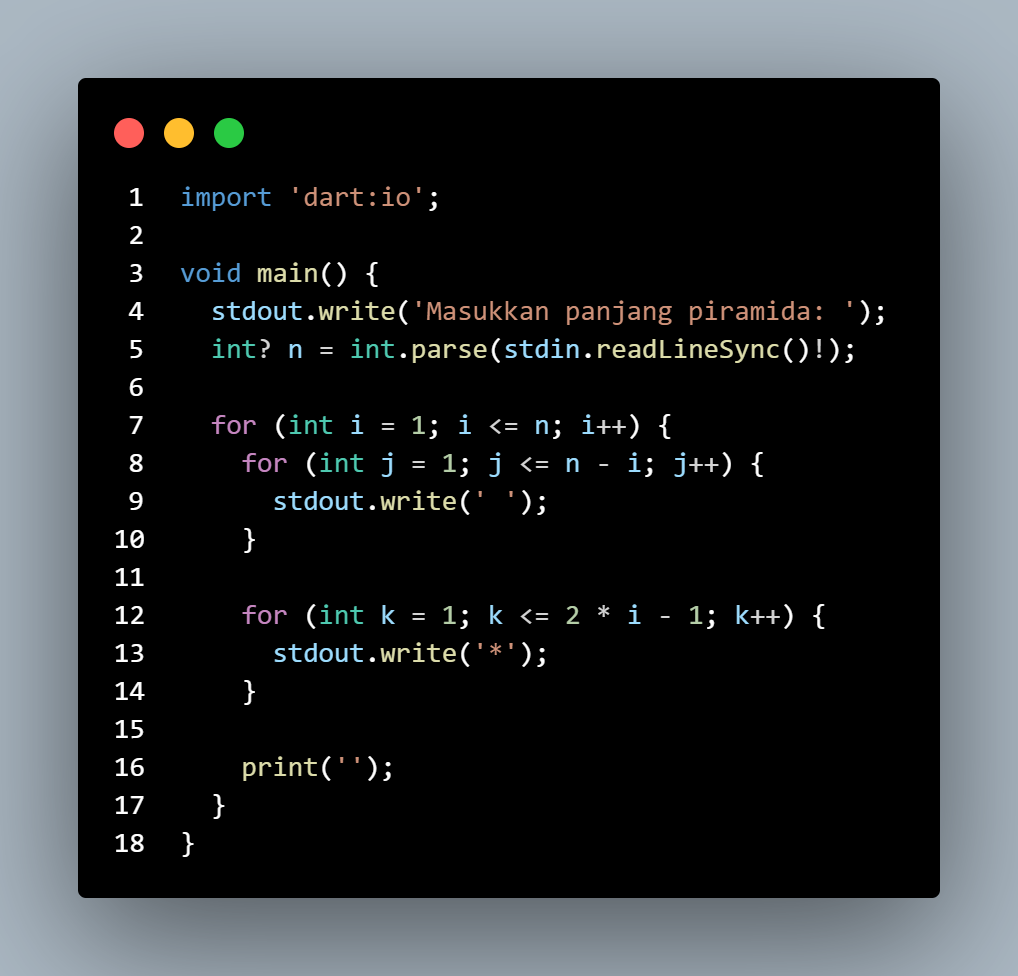 1 import 'dart:io';
2
3 void main() {
4   stdout.write('Masukkan panjang piramida: ');
5   int? n = int.parse(stdin.readLineSync()!);
6
7   for (int i = 1; i <= n; i++) {
8     for (int j = 1; j <= n - i; j++) {
9       stdout.write(' ');
10     }
11
12     for (int k = 1; k <= 2 * i - 1; k++) {
13       stdout.write('*');
14     }
15
16     print('');
17   }
18 }